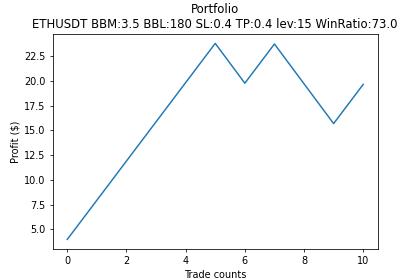 Portfolio
ETHUSDT BBM:3.5 BBL:180 SL:0.4 TP:0.4 lev:15 WinRatio:73.0
22.5
20.0
17.5
15.0
12.5
10.0
7.5
5.0
Profit ($)
0 2 4 6 8 10
Trade counts